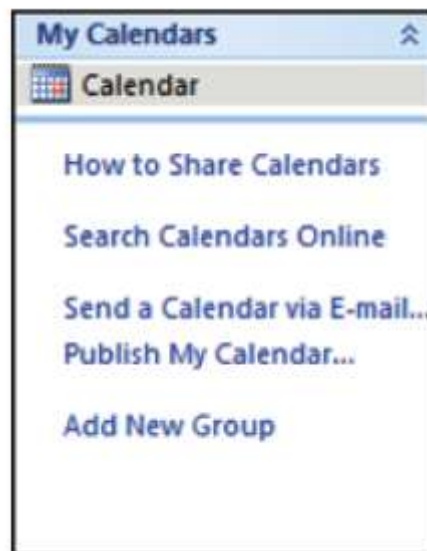 My Calendars
Calendar
How to Share Calendars
Search Calendars Online
Send a Calendar via E-mail...
Publish My Calendar...
Add New Group